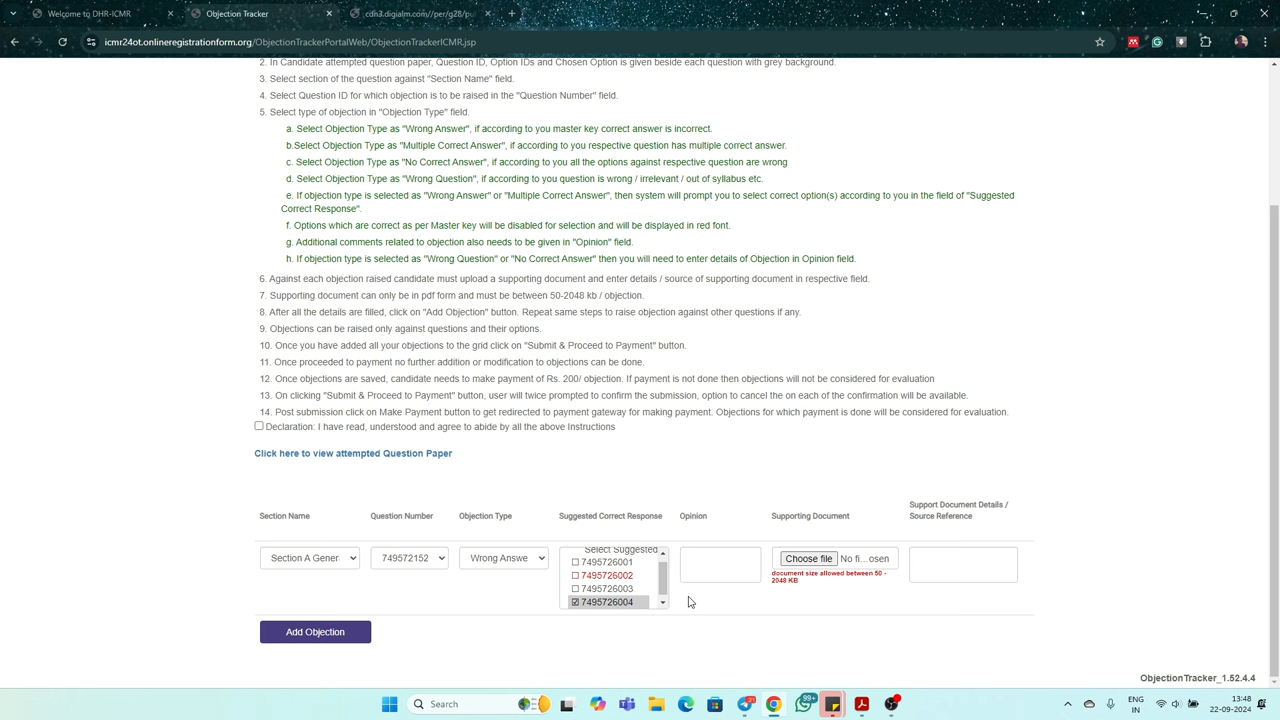 Welcome to DHR-ICMR
Objection Tracker
cdn3.digialm.com//per/g28/pu
icmr24ot.onlineregistrationform.org/ObjectionTrackerPortalWeb/ObjectionTrackerICMR.jsp
2. In Candidate attempted question paper, Question ID, Option IDs and Chosen Option is given beside each question with grey background.
3. Select section of the question against "Section Name" field.
4. Select Question ID for which objection is to be raised in the "Question Number" field.
5. Select type of objection in "Objection Type" field.
a. Select Objection Type as "Wrong Answer", if according to you master key correct answer is incorrect.
b.Select Objection Type as "Multiple Correct Answer", if according to you respective question has multiple correct answer.
c. Select Objection Type as "No Correct Answer", if according to you all the options against respective question are wrong
d. Select Objection Type as "Wrong Question", if according to you question is wrong / irrelevant / out of syllabus etc.
e. If objection type is selected as "Wrong Answer" or "Multiple Correct Answer", then system will prompt you to select correct option(s) according to you in the field of "Suggested
Correct Response".
f. Options which are correct as per Master key will be disabled for selection and will be displayed in red font.
g. Additional comments related to objection also needs to be given in "Opinion" field.
h. If objection type is selected as "Wrong Question" or "No Correct Answer" then you will need to enter details of Objection in Opinion field.
6. Against each objection raised candidate must upload a supporting document and enter details / source of supporting document in respective field.
7. Supporting document can only be in pdf form and must be between 50-2048 kb / objection.
8. After all the details are filled, click on "Add Objection" button. Repeat same steps to raise objection against other questions if any.
9. Objections can be raised only against questions and their options.
10. Once you have added all your objections to the grid click on "Submit & Proceed to Payment" button.
11. Once proceeded to payment no further addition or modification to objections can be done.
12. Once objections are saved, candidate needs to make payment of Rs. 200/ objection. If payment is not done then objections will not be considered for evaluation
13. On clicking "Submit & Proceed to Payment" button, user will twice prompted to confirm the submission, option to cancel the on each of the confirmation will be available.
14. Post submission click on Make Payment button to get redirected to payment gateway for making payment. Objections for which payment is done will be considered for evaluation.
Declaration: I have read, understood and agree to abide by all the above Instructions
Click here to view attempted Question Paper
Section Name
Question Number
Objection Type
Suggested Correct Response
Opinion
Supporting Document
Support Document Details /
Source Reference
Section A Gener
749572152
Wrong Answe
Select Suggested
7495726001
7495726002
7495726003
7495726004
Choose file No fi...osen
document size allowed between 50 -
2048 KB
Add Objection
ObjectionTracker_1.52.4.4
Search
21
99+
ENG
IN
13:48
22-09-2024